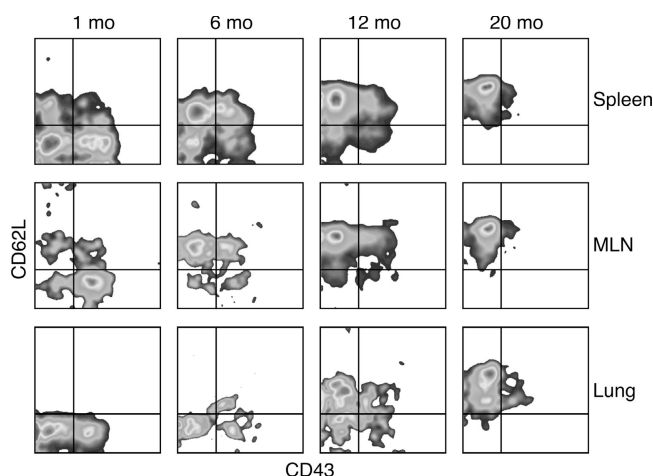 1 mo 6 mo 12 mo 20 mo
Spleen
MLN
CD62L
Lung
CD43